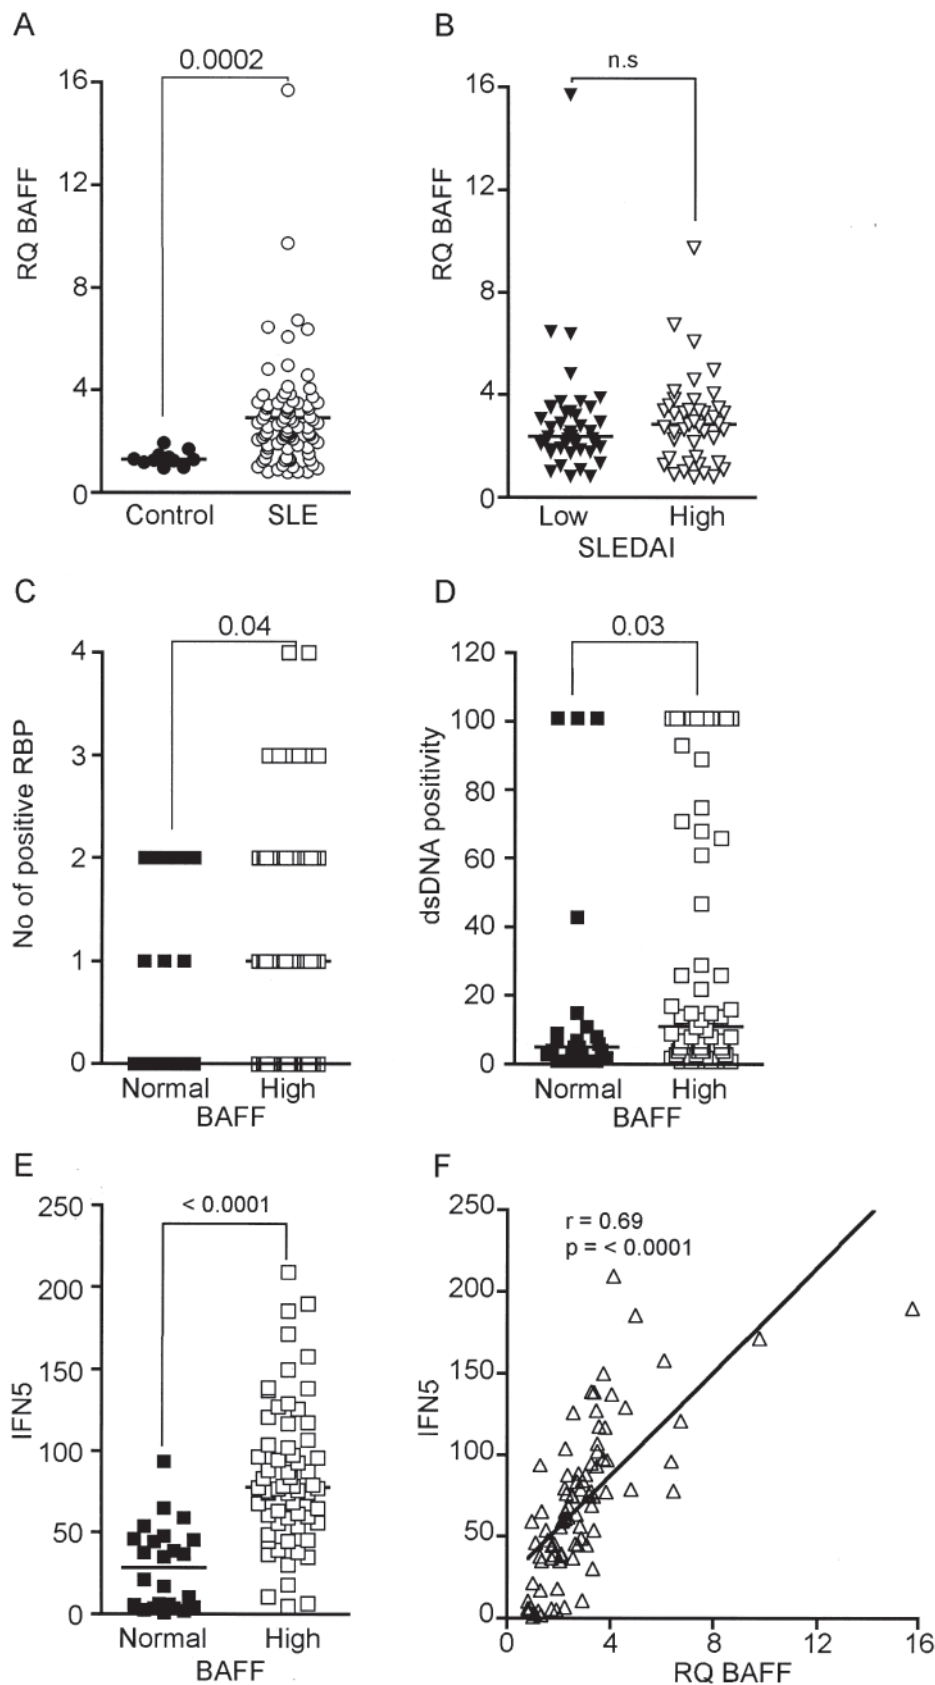 A
0.0002
RQ BAFF
16
12
8
4
0
Control SLE
B
n.s
RQ BAFF
16
12
8
4
0
Low High
SLEDAI
C
0.04
No of positive RBP
4
3
2
1
0
Normal High
BAFF
D
0.03
dsDNA positivity
120
100
80
60
40
20
0
Normal High
BAFF
E
< 0.0001
IFN5
250
200
150
100
50
0
Normal High
BAFF
F
r = 0.69
p = < 0.0001
IFN5
250
200
150
100
50
0
0 4 8 12 16
RQ BAFF